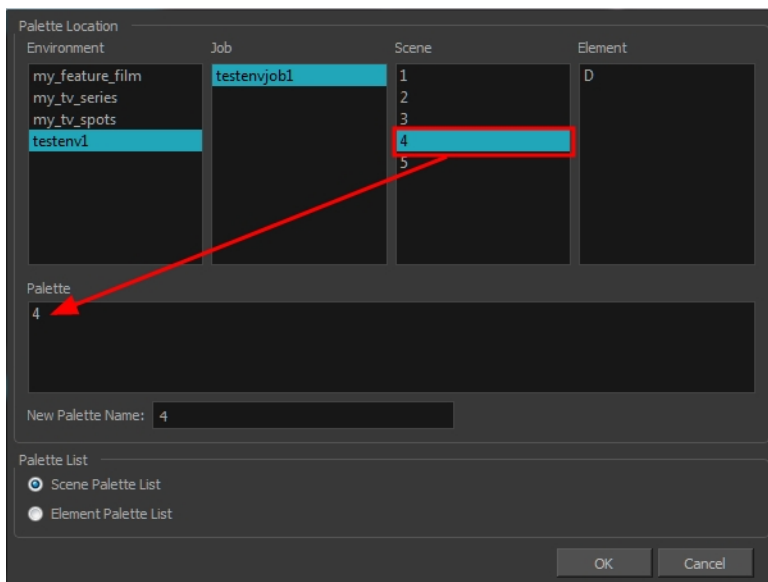 Palette Location
Environment Job Scene Element
my_feature_film testenvjob1 1 D
my_tv_series 2
my_tv_spots 3
testenv1 4
5
Palette
4
New Palette Name: 4
Palette List
Scene Palette List
Element Palette List
OK Cancel